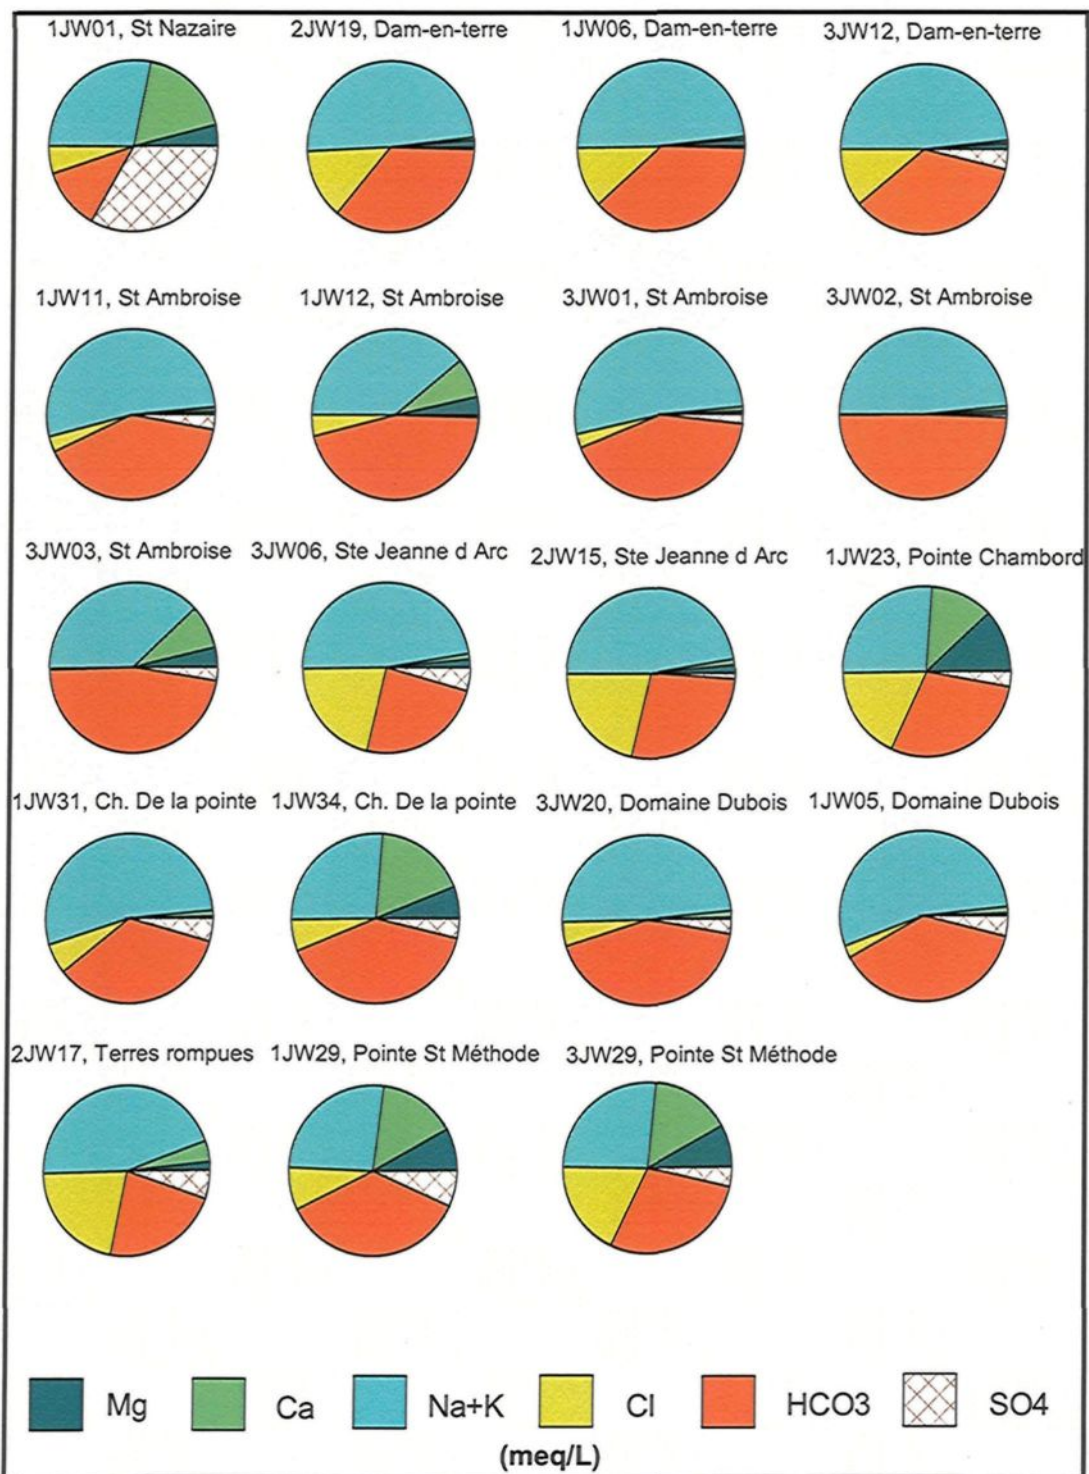 1JW01, St Nazaire
2JW19, Dam-en-terre
1JW06, Dam-en-terre
3JW12, Dam-en-terre
1JW11, St Ambroise
1JW12, St Ambroise
3JW01, St Ambroise
3JW02, St Ambroise
3JW03, St Ambroise
3JW06, Ste Jeanne d Arc
2JW15, Ste Jeanne d Arc
1JW23, Pointe Chambord
1JW31, Ch. De la pointe
1JW34, Ch. De la pointe
3JW20, Domaine Dubois
1JW05, Domaine Dubois
2JW17, Terres rompues
1JW29, Pointe St Méthode
3JW29, Pointe St Méthode
Mg
Ca
Na+K
Cl
HCO3
SO4
(meq/L)